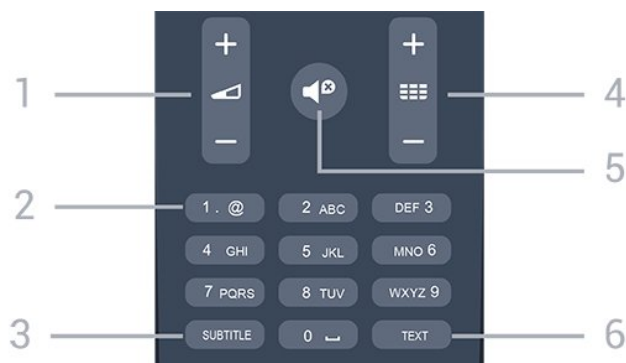 + +
1 4
- -
5
2 1 . @ 2 ABC DEF 3
4 GHI 5 JKL MNO 6
7 PQRS 8 TUV WXYZ 9
3 SUBTITLE 0 ⎵ TEXT 6